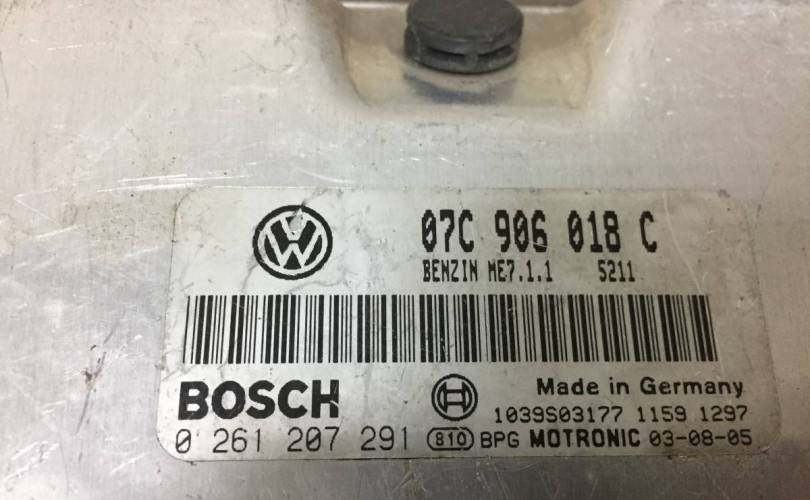 07C 906 018 C
BENZIN ME7.1.1 5211
BOSCH
Made in Germany
1039S03177 1159 1297
0 261 207 291 810 BPG MOTRONIC 03-08-05